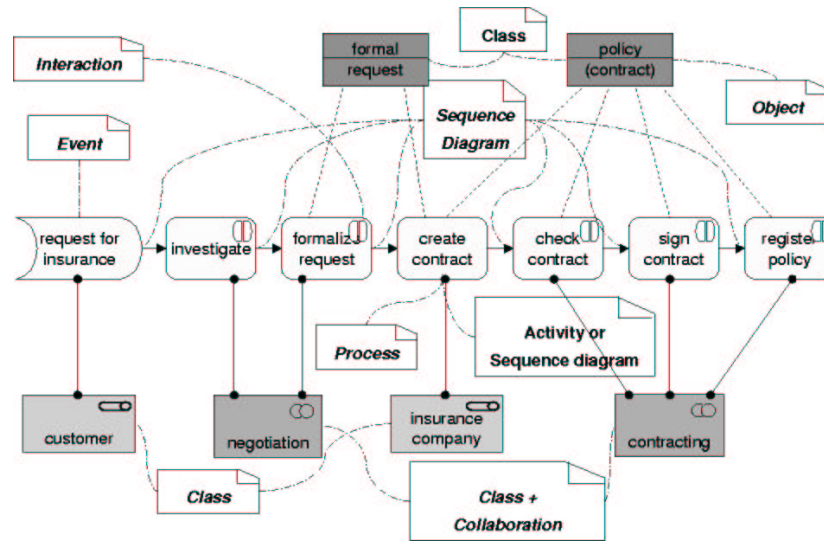 formal
request
Class
policy
(contract)
Interaction
Object
Sequence
Diagram
Event
request for
insurance
investigate
formalize
request
create
contract
check
contract
sign
contract
register
policy
Process
Activity or
Sequence diagram
customer
negotiation
insurance
company
contracting
Class
Class +
Collaboration